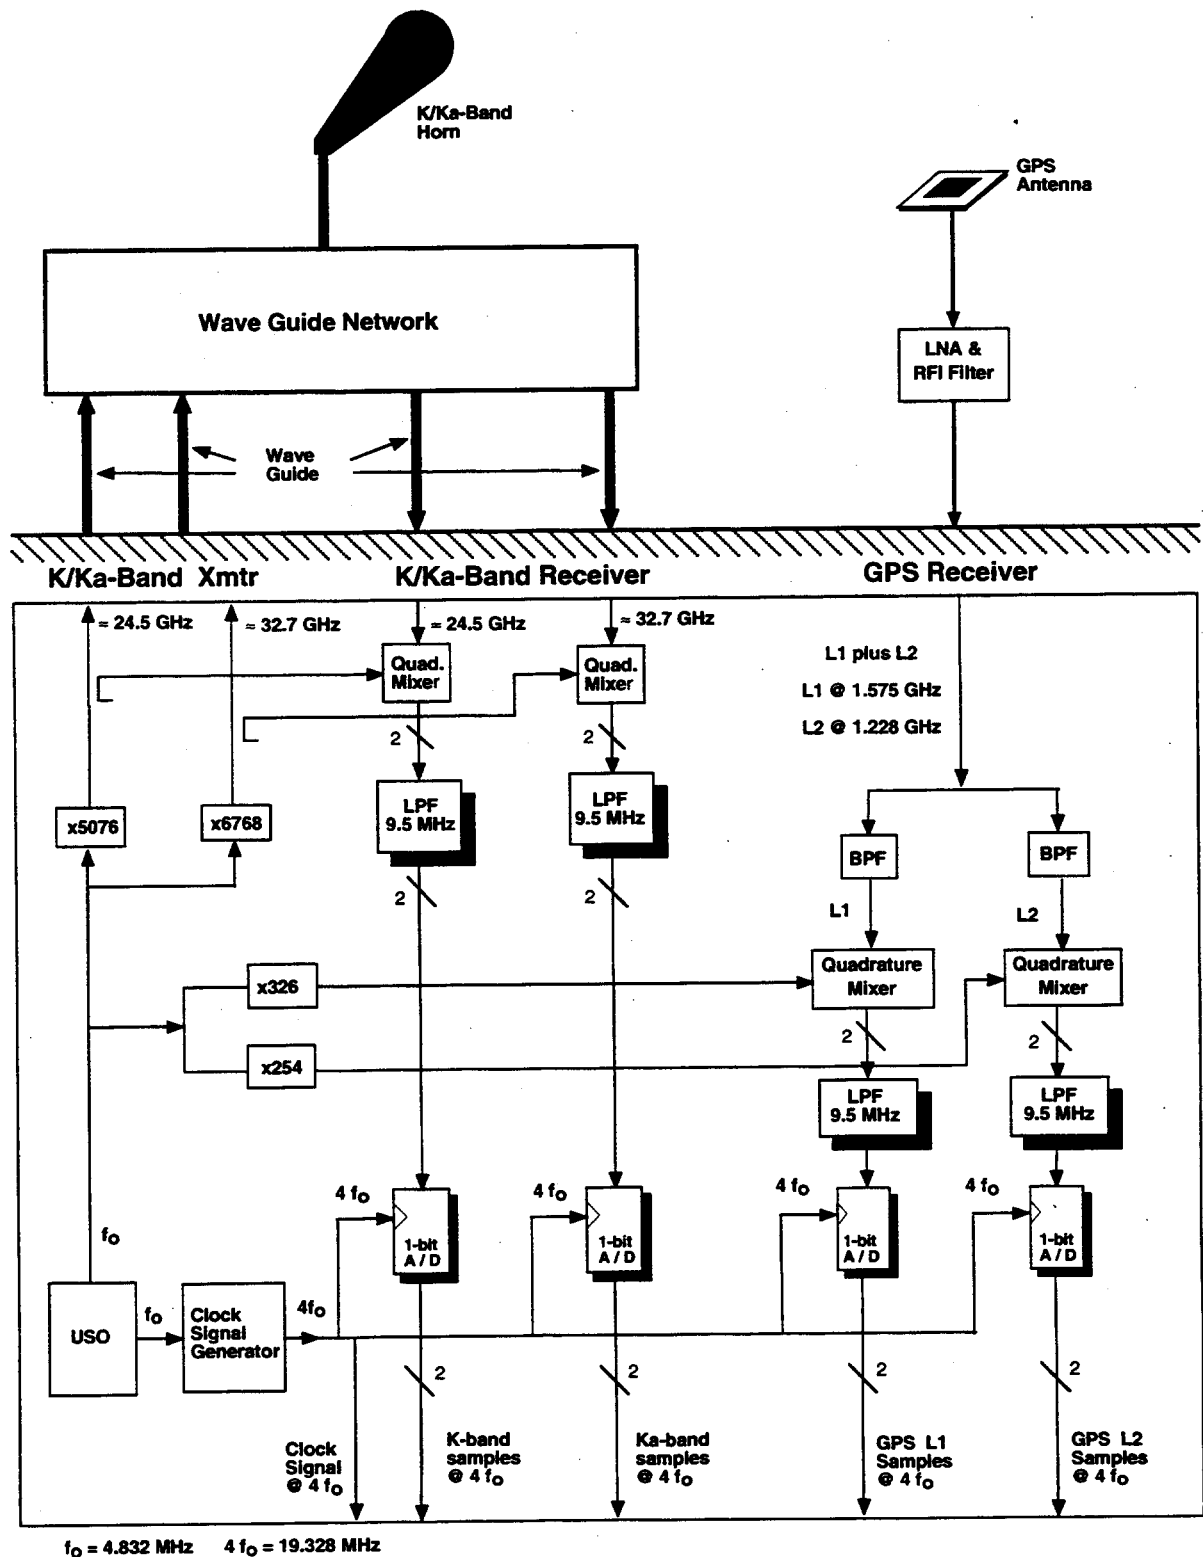 K/Ka-Band
Horn
GPS
Antenna
Wave Guide Network
LNA &
RFI Filter
Wave
Guide
K/Ka-Band Xmtr
K/Ka-Band Receiver
GPS Receiver
≈ 24.5 GHz
≈ 32.7 GHz
≈ 24.5 GHz
≈ 32.7 GHz
Quad.
Mixer
Quad.
Mixer
L1 plus L2
L1 @ 1.575 GHz
L2 @ 1.228 GHz
2
2
x5076
x6768
LPF
9.5 MHz
LPF
9.5 MHz
BPF
BPF
2
2
L1
L2
x326
Quadrature
Mixer
Quadrature
Mixer
2
2
x254
LPF
9.5 MHz
LPF
9.5 MHz
4 fo
4 fo
4 fo
4 fo
1-bit
A / D
1-bit
A / D
1-bit
A / D
1-bit
A / D
fo
USO
fo
Clock
Signal
Generator
4fo
2
2
2
2
Clock
Signal
@ 4 fo
K-band
samples
@ 4 fo
Ka-band
samples
@ 4 fo
GPS L1
Samples
@ 4 fo
GPS L2
Samples
@ 4 fo
fo = 4.832 MHz 4 fo = 19.328 MHz